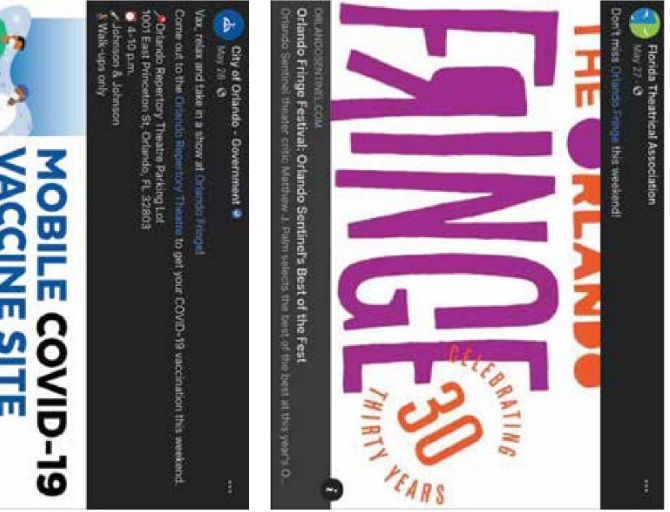 Florida Theatrical Association
May 27
Don't miss Orlando Fringe this weekend!
THE ORLANDO
FRINGE
CELEBRATING
30
THIRTY YEARS
ORLANDOSENTINEL.COM
Orlando Fringe Festival: Orlando Sentinel's Best of the Fest
Orlando Sentinel theater critic Matthew J. Palm selects the best of the best at this year's O...
City of Orlando - Government
May 28
Vax, relax and take in a show at Orlando Fringe!
Come out to the Orlando Repertory Theatre to get your COVID-19 vaccination this weekend.
Orlando Repertory Theatre Parking Lot
1001 East Princeton St, Orlando, FL 32803
4-10 p.m.
Johnson & Johnson
Walk-ups only
MOBILE COVID-19
VACCINE SITE